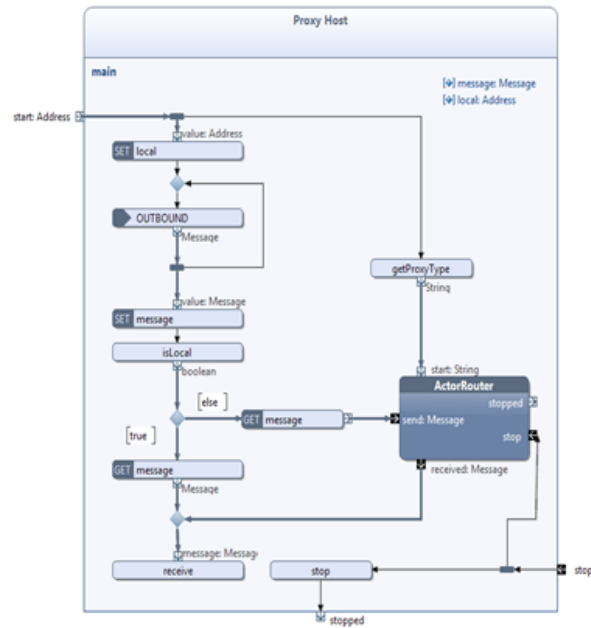 Proxy Host
main
message: Message
local: Address
start: Address
value: Address
SET local
OUTBOUND
Message
getProxyType
String
value: Message
SET message
isLocal
boolean
start: String
ActorRouter
stopped
[else]
GET message
send: Message
stop
[true]
GET message
received: Message
Message
message: Messag
receive
stop
stop
stopped